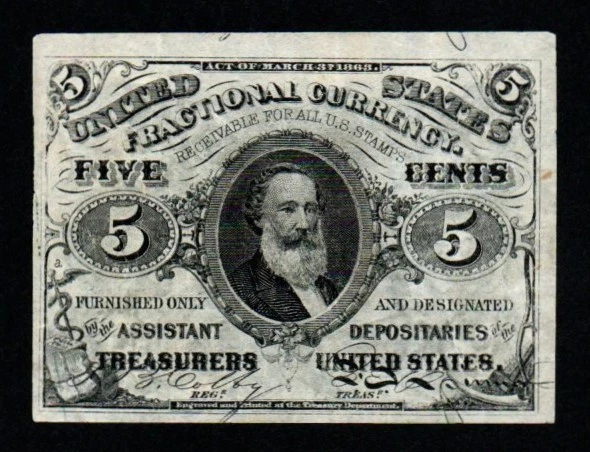 ACT OF MARCH 3ᴰ 1863.
5 5
UNITED STATES
FRACTIONAL CURRENCY.
RECEIVABLE FOR ALL U.S. STAMPS
FIVE CENTS
5 5
a
FURNISHED ONLY AND DESIGNATED
by the ASSISTANT DEPOSITARIES of the
TREASURERS UNITED STATES.
S. Colby
REGR. TREASR.
Engraved and Printed at the Treasury Department.